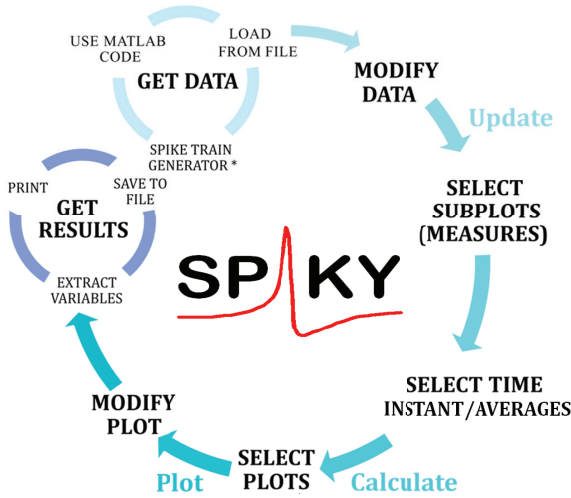 USE MATLAB
CODE
LOAD
FROM FILE
GET DATA
SPIKE TRAIN
GENERATOR *
MODIFY
DATA
Update
SELECT
SUBPLOTS
(MEASURES)
SELECT TIME
INSTANT/AVERAGES
Calculate
SELECT
PLOTS
Plot
MODIFY
PLOT
EXTRACT
VARIABLES
GET
RESULTS
PRINT
SAVE TO
FILE
SPIKY